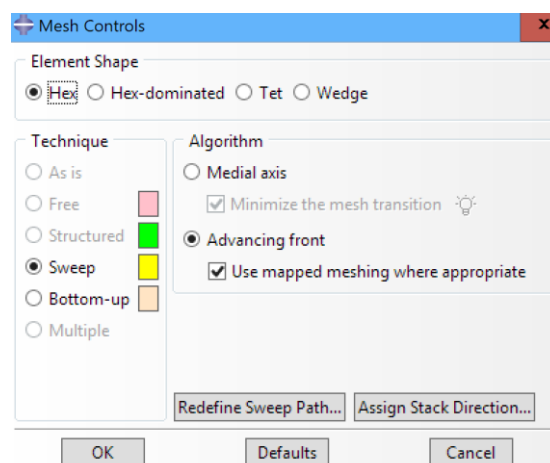 Mesh Controls
x
Element Shape
Hex Hex-dominated Tet Wedge
Technique
As is
Free
Structured
Sweep
Bottom-up
Multiple
Algorithm
Medial axis
Minimize the mesh transition
Advancing front
Use mapped meshing where appropriate
Redefine Sweep Path... Assign Stack Direction...
OK Defaults Cancel